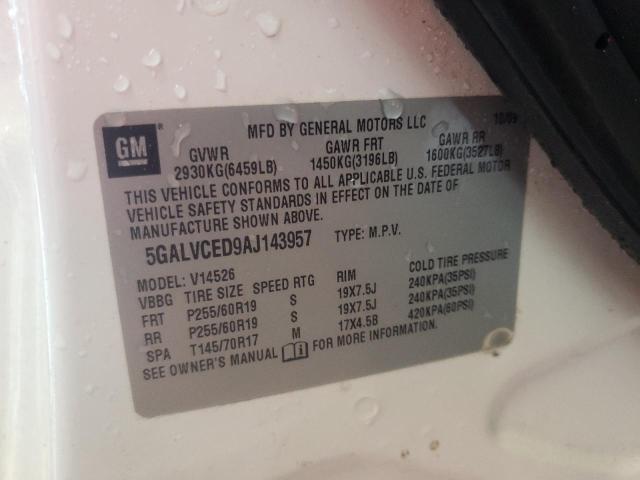 GM
MFD BY GENERAL MOTORS LLC 10/09
GVWR GAWR FRT GAWR RR
2930KG(6459LB) 1450KG(3196LB) 1600KG(3527LB)
THIS VEHICLE CONFORMS TO ALL APPLICABLE U.S. FEDERAL MOTOR
VEHICLE SAFETY STANDARDS IN EFFECT ON THE DATE OF
MANUFACTURE SHOWN ABOVE.
5GALVCED9AJ143957 TYPE: M.P.V.
MODEL: V14526
VBBG TIRE SIZE SPEED RTG RIM COLD TIRE PRESSURE
FRT P255/60R19 S 19X7.5J 240KPA(35PSI)
RR P255/60R19 S 19X7.5J 240KPA(35PSI)
SPA T145/70R17 M 17X4.5B 420KPA(60PSI)
SEE OWNER'S MANUAL FOR MORE INFORMATION.